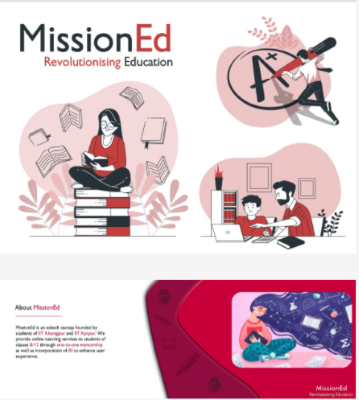 MissionEd
Revolutionising Education
A+
About MissionEd
MissionEd is an edtech startup founded by
students of IIT Kharagpur and IIT Kanpur. We
provide online tutoring services to students of
classes 8-12 through one-to-one mentorship
as well as incorporation of AI to enhance user
experience.
MissionEd
Revolutionising Education